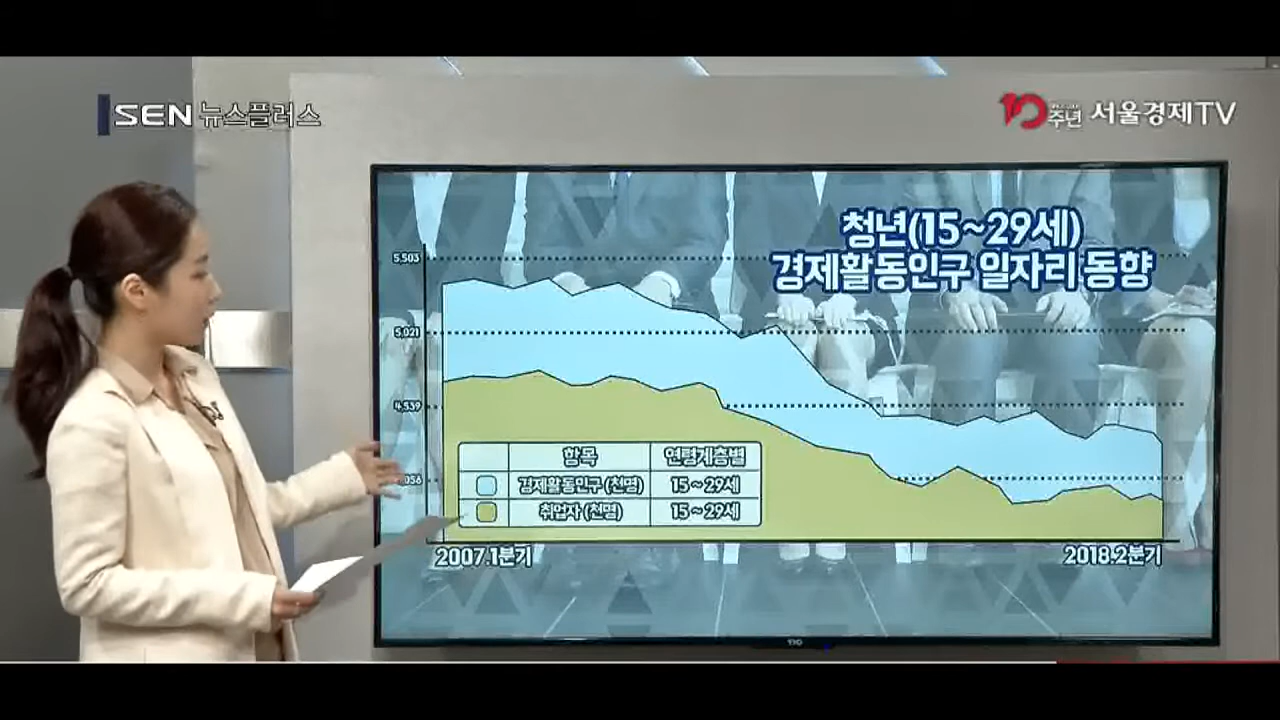 SEN 뉴스플러스
10주년 서울경제TV
청년(15~29세)
경제활동인구 일자리 동향
5,503
5,021
4,539
056
항목 연령계층별
경제활동인구 (천명) 15~29세
취업자 (천명) 15~29세
2007.1분기 2018.2분기